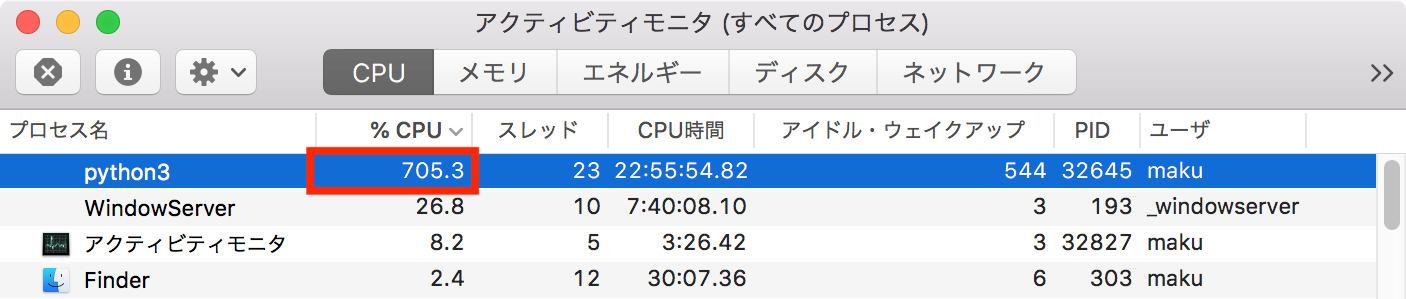 アクティビティモニタ (すべてのプロセス)
CPU メモリ エネルギー ディスク ネットワーク
プロセス名 % CPU スレッド CPU時間 アイドル・ウェイクアップ PID ユーザ
python3 705.3 23 22:55:54.82 544 32645 maku
WindowServer 26.8 10 7:40:08.10 3 193 _windowserver
アクティビティモニタ 8.2 5 3:26.42 3 32827 maku
Finder 2.4 12 30:07.36 6 303 maku